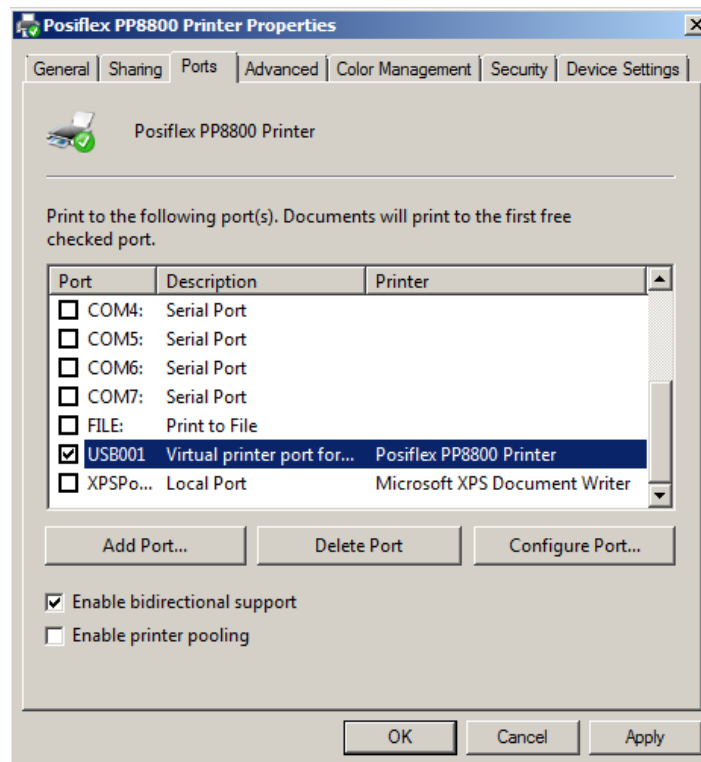 Posiflex PP8800 Printer Properties
General Sharing Ports Advanced Color Management Security Device Settings
Posiflex PP8800 Printer
Print to the following port(s). Documents will print to the first free
checked port.
Port Description Printer
COM4: Serial Port
COM5: Serial Port
COM6: Serial Port
COM7: Serial Port
FILE: Print to File
USB001 Virtual printer port for... Posiflex PP8800 Printer
XPSPo... Local Port Microsoft XPS Document Writer
Add Port... Delete Port Configure Port...
Enable bidirectional support
Enable printer pooling
OK Cancel Apply